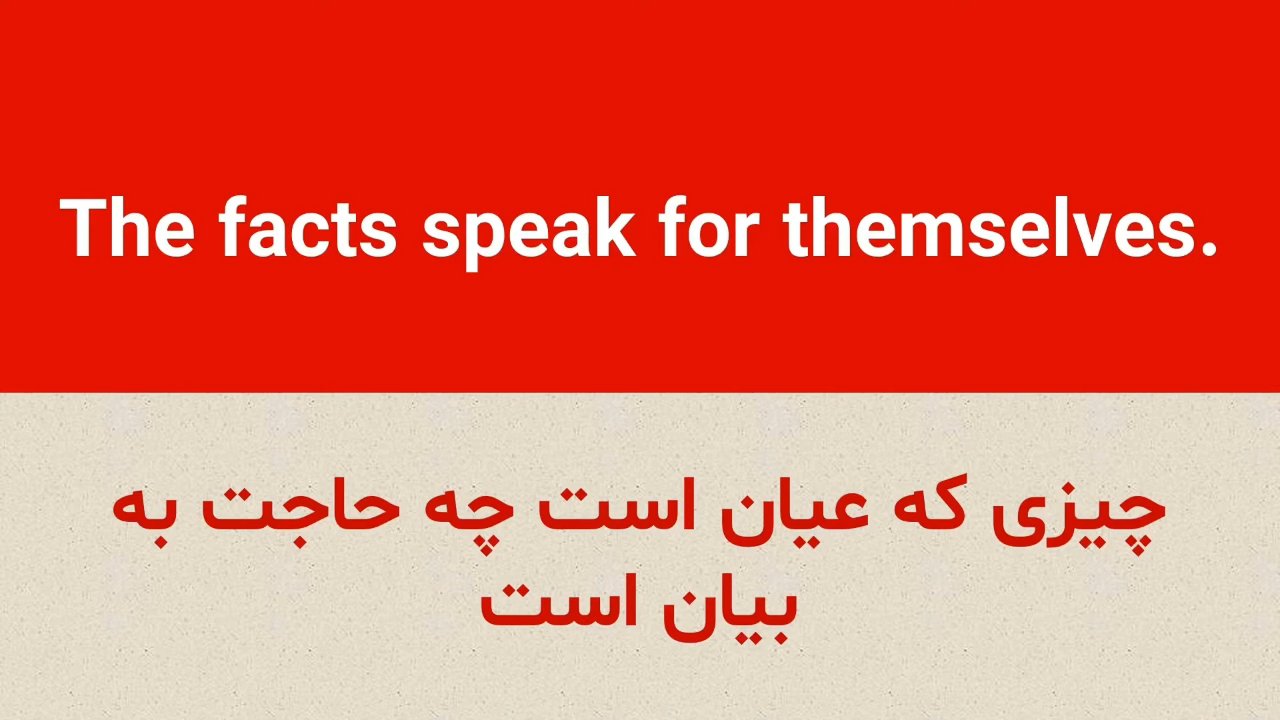 The facts speak for themselves.
چیزی که عیان است چه حاجت به
بیان است